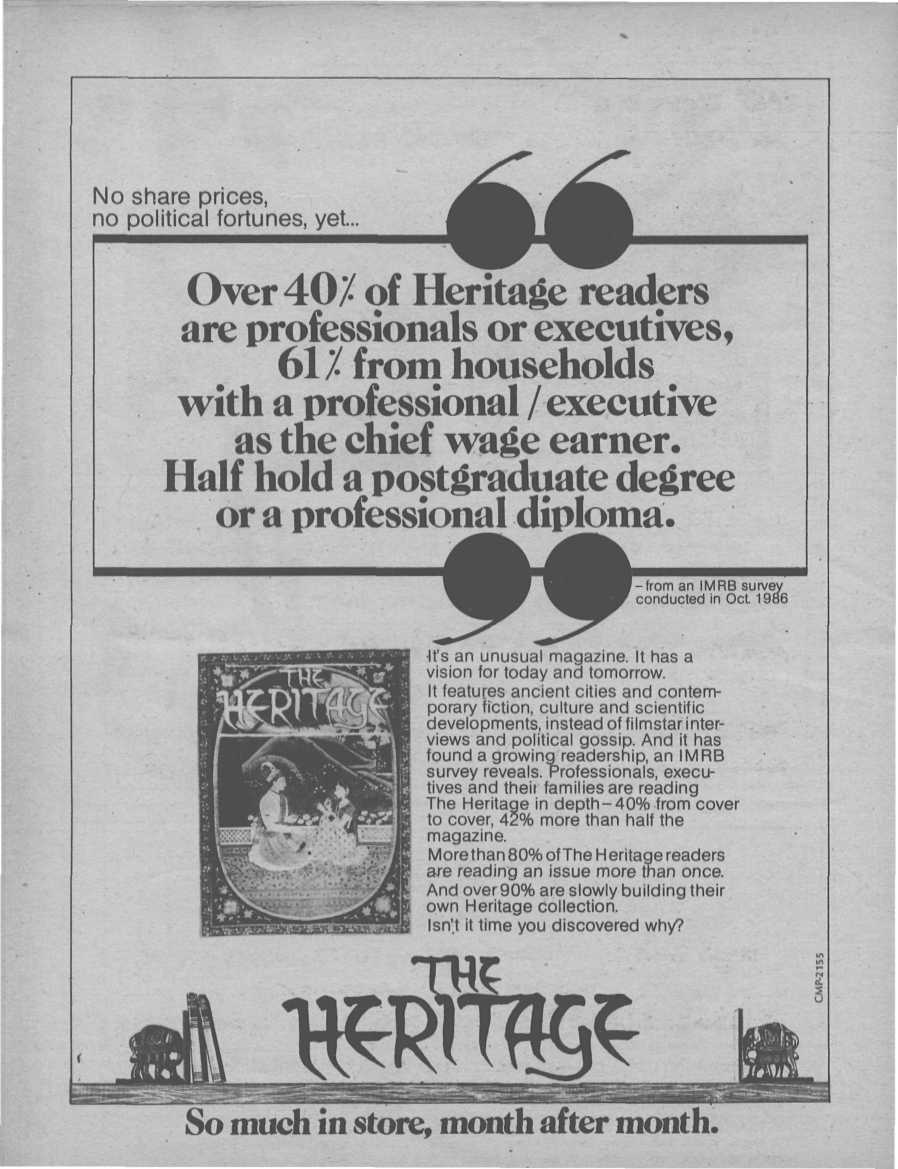 No share prices,
no political fortunes, yet...
Over 40% of Heritage readers
are professionals or executives,
61% from households
with a professional / executive
as the chief wage earner.
Half hold a postgraduate degree
or a professional diploma.
– from an IMRB survey
conducted in Oct. 1986
THE
HERITAGE
It's an unusual magazine. It has a
vision for today and tomorrow.
It features ancient cities and contem-
porary fiction, culture and scientific
developments, instead of filmstar inter-
views and political gossip. And it has
found a growing readership, an IMRB
survey reveals. Professionals, execu-
tives and their families are reading
The Heritage in depth – 40% from cover
to cover, 42% more than half the
magazine.
More than 80% of The Heritage readers
are reading an issue more than once.
And over 90% are slowly building their
own Heritage collection.
Isn't it time you discovered why?
THE
HERITAGE
CMP-2155
So much in store, month after month.